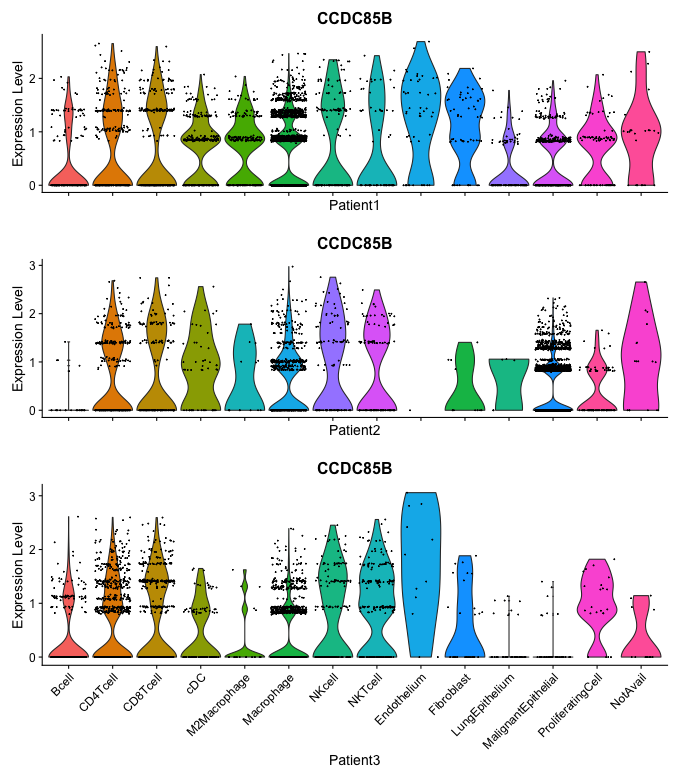 CCDC85B
Expression Level
2
1
0
Patient1
CCDC85B
Expression Level
3
2
1
0
Patient2
CCDC85B
Expression Level
3
2
1
0
Bcell
CD4Tcell
CD8Tcell
cDC
M2Macrophage
Macrophage
NKcell
NKTcell
Endothelium
Fibroblast
LungEpithelium
MalignantEpithelial
ProliferatingCell
NotAvail
Patient3